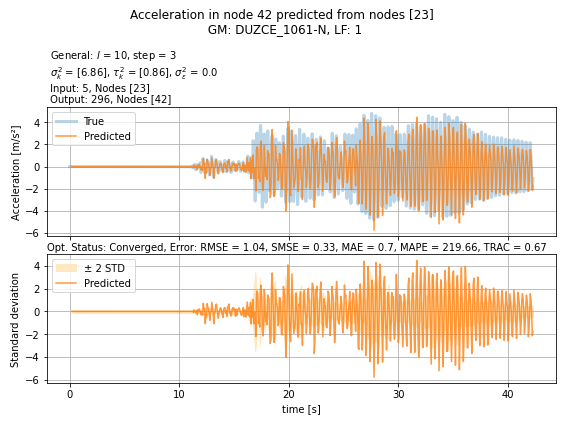 Acceleration in node 42 predicted from nodes [23]
GM: DUZCE_1061-N, LF: 1
General: l = 10, step = 3
σ²ₖ = [6.86], τ²ₖ = [0.86], σ²ε = 0.0
Input: 5, Nodes [23]
Output: 296, Nodes [42]
True
Predicted
Acceleration [m/s²]
4
2
0
−2
−4
−6
Opt. Status: Converged, Error: RMSE = 1.04, SMSE = 0.33, MAE = 0.7, MAPE = 219.66, TRAC = 0.67
± 2 STD
Predicted
Standard deviation
4
2
0
−2
−4
−6
0 10 20 30 40
time [s]